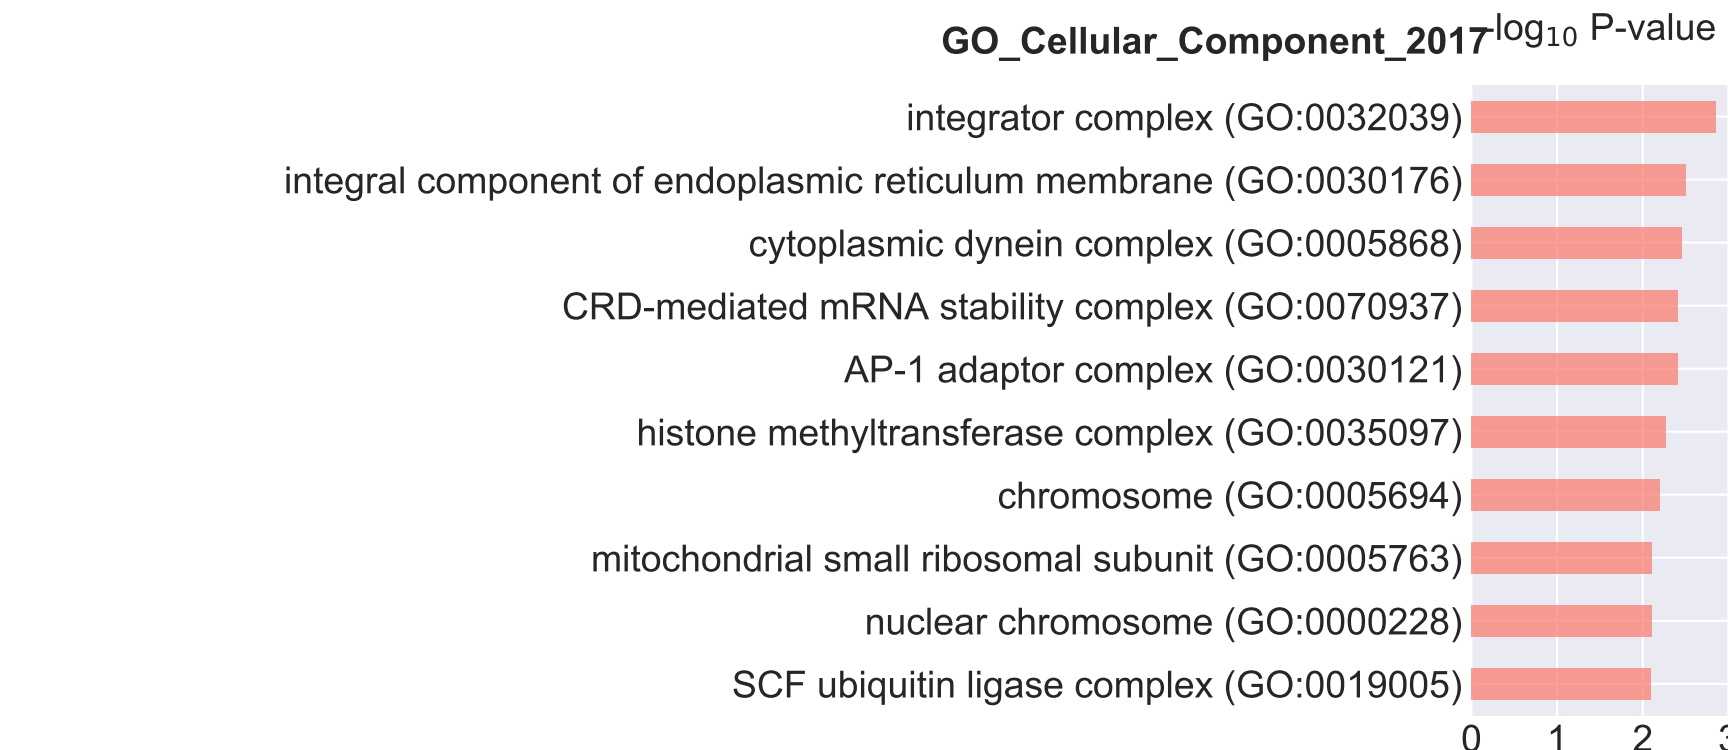 GO_Cellular_Component_2017
-log10 P-value
integrator complex (GO:0032039)
integral component of endoplasmic reticulum membrane (GO:0030176)
cytoplasmic dynein complex (GO:0005868)
CRD-mediated mRNA stability complex (GO:0070937)
AP-1 adaptor complex (GO:0030121)
histone methyltransferase complex (GO:0035097)
chromosome (GO:0005694)
mitochondrial small ribosomal subunit (GO:0005763)
nuclear chromosome (GO:0000228)
SCF ubiquitin ligase complex (GO:0019005)
0 1 2 3